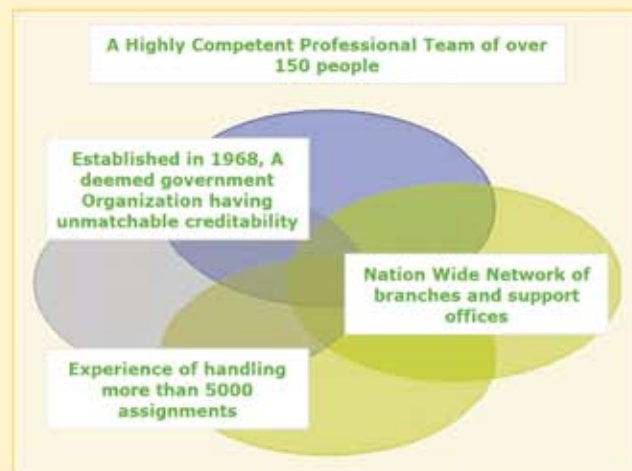 A Highly Competent Professional Team of over
150 people
Established in 1968, A
deemed government
Organization having
unmatchable creditability
Nation Wide Network of
branches and support
offices
Experience of handling
more than 5000
assignments